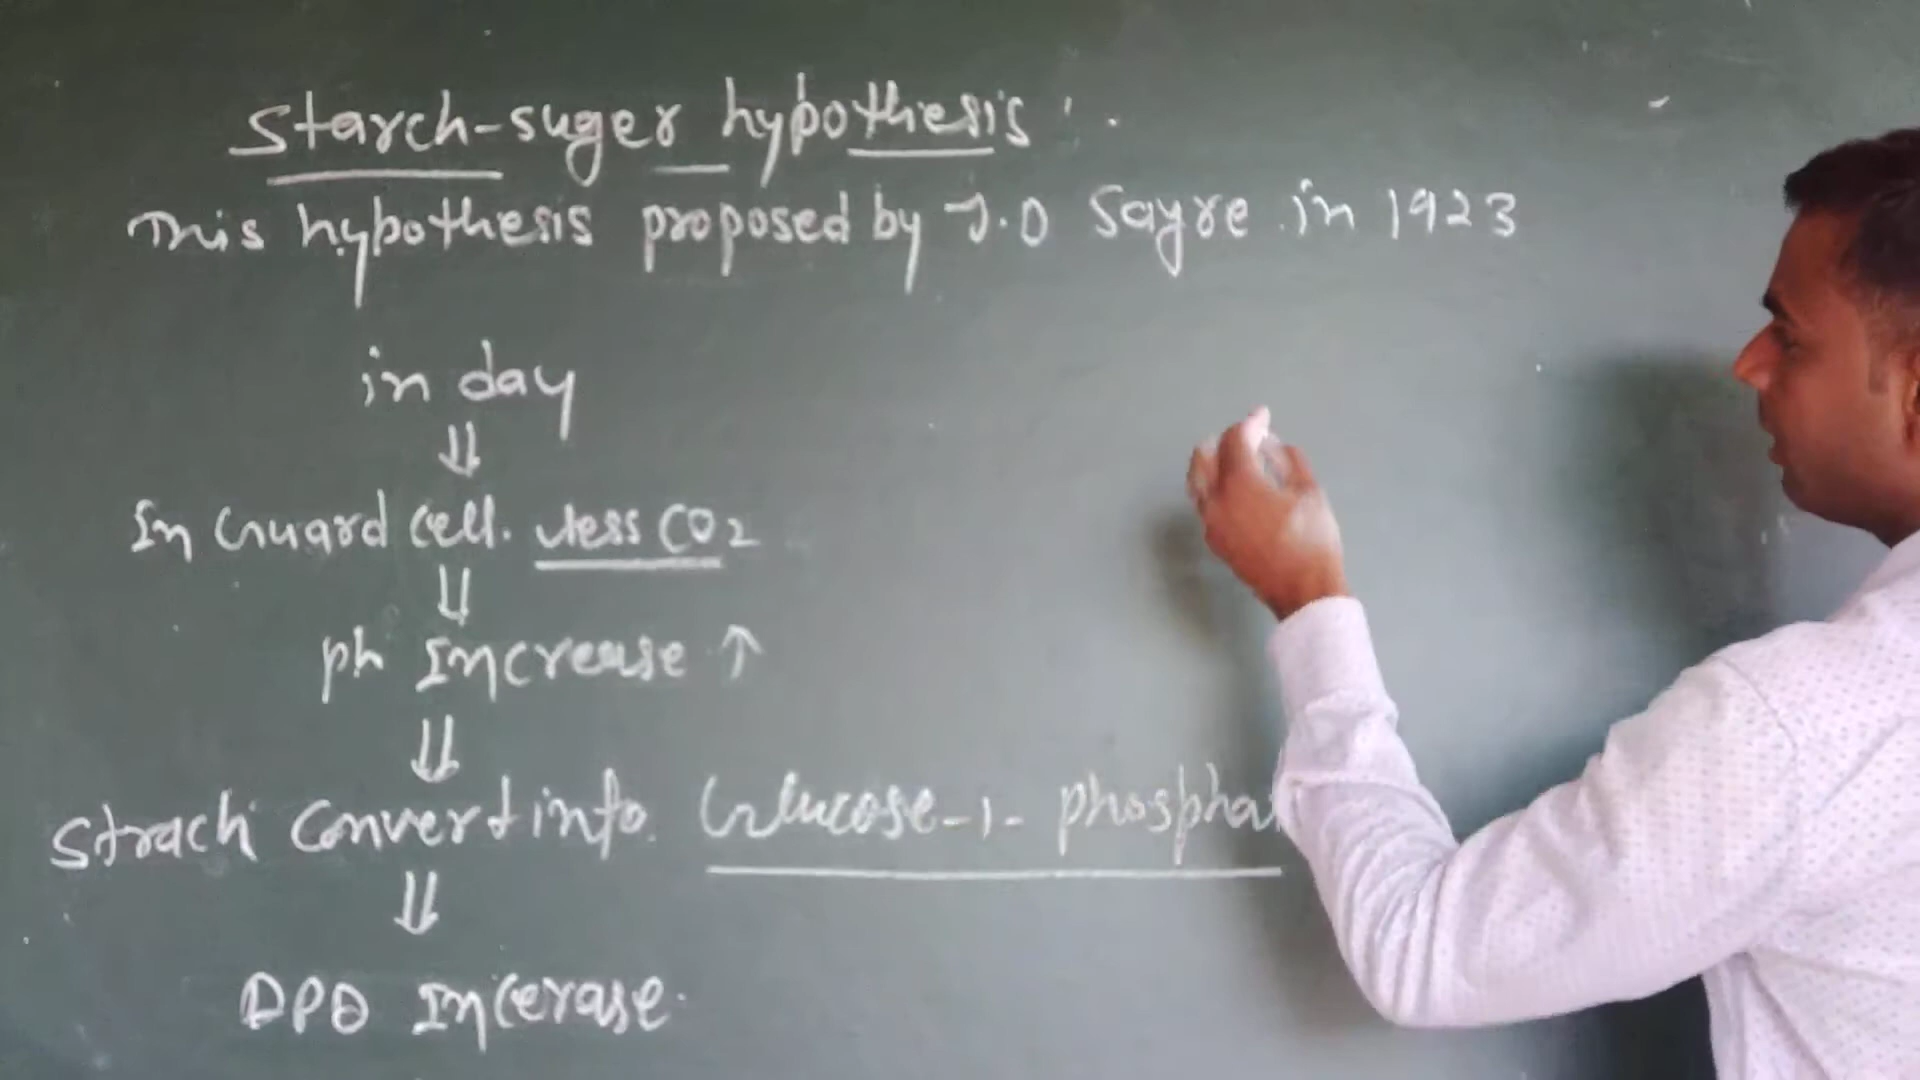 Starch-suger hypothesis :.
This hypothesis proposed by J.D Sayre in 1923
in day
⇓
In Guard cell. less CO2
⇓
ph Increase ↑
⇓
Strach Convert into. Glucose-1- phosphat
⇓
DPD Incerase.